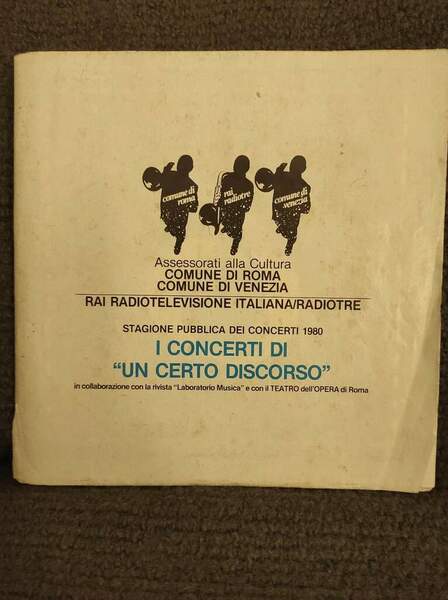 comune di
roma
rai
radiotre
comune di
venezia
Assessorati alla Cultura
COMUNE DI ROMA
COMUNE DI VENEZIA
RAI RADIOTELEVISIONE ITALIANA/RADIOTRE
STAGIONE PUBBLICA DEI CONCERTI 1980
I CONCERTI DI
“UN CERTO DISCORSO”
in collaborazione con la rivista “Laboratorio Musica” e con il TEATRO dell'OPERA di Roma